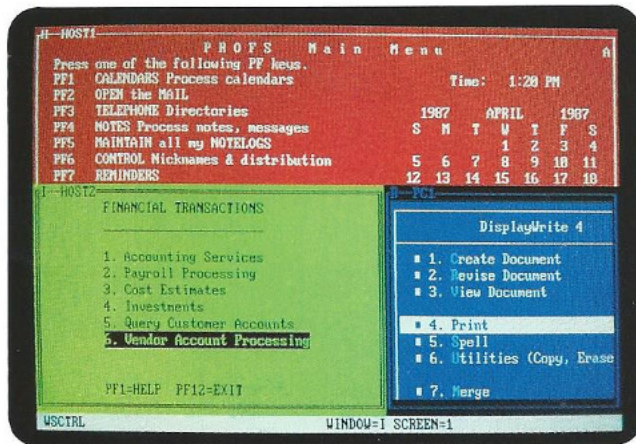 H—HOST1
PROFS Main Menu
A
Press one of the following PF keys.
PF1 CALENDARS Process calendars Time: 1:20 PM
PF2 OPEN the MAIL
PF3 TELEPHONE Directories 1987 APRIL 1987
PF4 NOTES Process notes, messages S M T W T F S
PF5 MAINTAIN all my NOTELOGS 1 2 3 4
PF6 CONTROL Nicknames & distribution 5 6 7 8 9 10 11
PF7 REMINDERS 12 13 14 15 16 17 18
I—HOST2
FINANCIAL TRANSACTIONS
1. Accounting Services
2. Payroll Processing
3. Cost Estimates
4. Investments
5. Query Customer Accounts
6. Vendor Account Processing
PF1=HELP PF12=EXIT
B—PC1
DisplayWrite 4
1. Create Document
2. Revise Document
3. View Document
4. Print
5. Spell
6. Utilities (Copy, Erase
7. Merge
WSCTRL WINDOW=I SCREEN=1